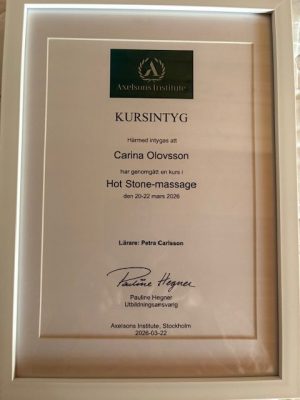 Axelsons Institute
KURSINTYG
Härmed intygas att
Carina Olovsson
har genomgått en kurs i
Hot Stone-massage
den 20-22 mars 2026
Lärare: Petra Carlsson
Pauline Hegner
Pauline Hegner
Utbildningsansvarig
Axelsons Institute, Stockholm
2026-03-22